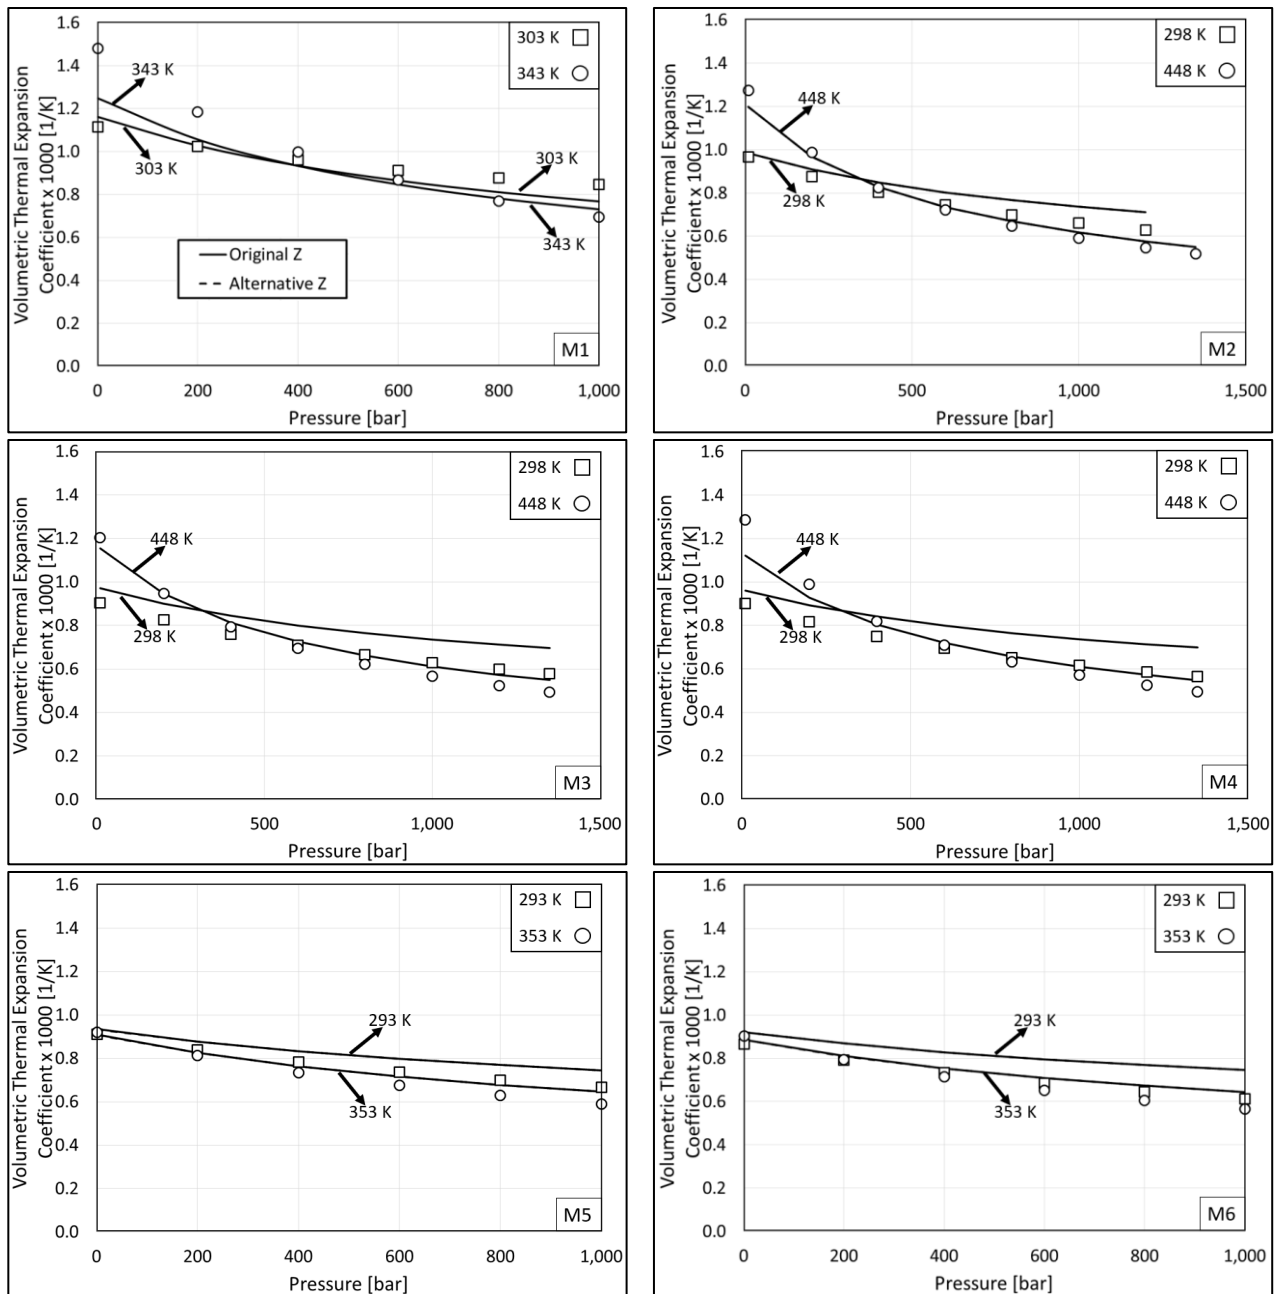 Volumetric Thermal Expansion
Coefficient x 1000 [1/K]
1.6
1.4
1.2
1.0
0.8
0.6
0.4
0.2
0.0
303 K
343 K
343 K
303 K
303 K
343 K
Original Z
Alternative Z
M1
0 200 400 600 800 1,000
Pressure [bar]
Volumetric Thermal Expansion
Coefficient x 1000 [1/K]
1.6
1.4
1.2
1.0
0.8
0.6
0.4
0.2
0.0
298 K
448 K
448 K
298 K
M2
0 500 1,000 1,500
Pressure [bar]
Volumetric Thermal Expansion
Coefficient x 1000 [1/K]
1.6
1.4
1.2
1.0
0.8
0.6
0.4
0.2
0.0
298 K
448 K
448 K
298 K
M3
0 500 1,000 1,500
Pressure [bar]
Volumetric Thermal Expansion
Coefficient x 1000 [1/K]
1.6
1.4
1.2
1.0
0.8
0.6
0.4
0.2
0.0
298 K
448 K
448 K
298 K
M4
0 500 1,000 1,500
Pressure [bar]
Volumetric Thermal Expansion
Coefficient x 1000 [1/K]
1.6
1.4
1.2
1.0
0.8
0.6
0.4
0.2
0.0
293 K
353 K
293 K
353 K
M5
0 200 400 600 800 1,000
Pressure [bar]
Volumetric Thermal Expansion
Coefficient x 1000 [1/K]
1.6
1.4
1.2
1.0
0.8
0.6
0.4
0.2
0.0
293 K
353 K
293 K
353 K
M6
0 200 400 600 800 1,000
Pressure [bar]